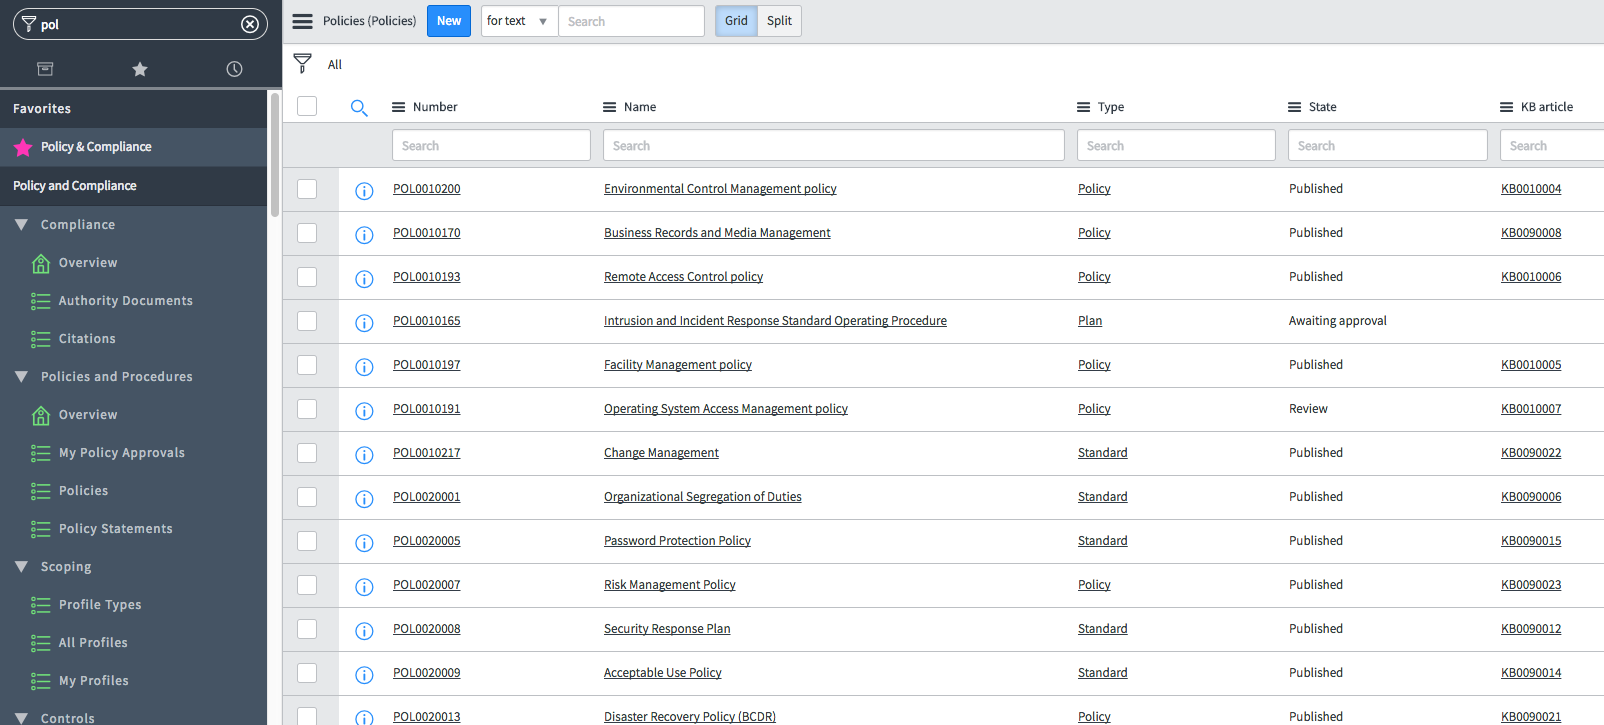 pol
Policies (Policies) New for text Search Grid Split
All
Favorites
Policy & Compliance
Policy and Compliance
Compliance
Overview
Authority Documents
Citations
Policies and Procedures
Overview
My Policy Approvals
Policies
Policy Statements
Scoping
Profile Types
All Profiles
My Profiles
Controls
Number Name Type State KB article
Search Search Search Search Search
POL0010200 Environmental Control Management policy Policy Published KB0010004
POL0010170 Business Records and Media Management Policy Published KB0090008
POL0010193 Remote Access Control policy Policy Published KB0010006
POL0010165 Intrusion and Incident Response Standard Operating Procedure Plan Awaiting approval
POL0010197 Facility Management policy Policy Published KB0010005
POL0010191 Operating System Access Management policy Policy Review KB0010007
POL0010217 Change Management Standard Published KB0090022
POL0020001 Organizational Segregation of Duties Standard Published KB0090006
POL0020005 Password Protection Policy Standard Published KB0090015
POL0020007 Risk Management Policy Policy Published KB0090023
POL0020008 Security Response Plan Standard Published KB0090012
POL0020009 Acceptable Use Policy Standard Published KB0090014
POL0020013 Disaster Recovery Policy (BCDR) Policy Published KB0090021